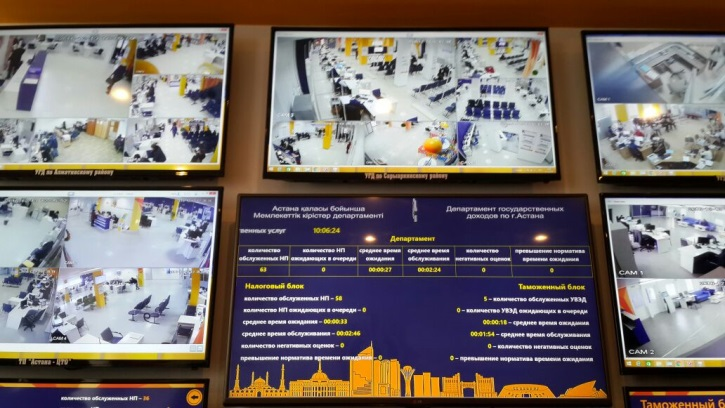 УГД по Алматинскому району
УГД по Сарыаркинскому району
CAM 1
Астана қаласы бойынша
Мемлекеттік кірістер департаменті
Департамент государственных
доходов по г.Астана
венных услуг 10:06:24
Департамент
количество обслуженных НП
количество НП ожидающих в очереди
среднее время ожидания
среднее время обслуживания
количество негативных оценок
превышение норматива времени ожидания
63 0 00:00:27 00:02:24 0 0
Налоговый блок
количество обслуженных НП – 58
количество НП ожидающих в очереди – 0
среднее время ожидания – 00:00:33
среднее время обслуживания – 00:02:46
количество негативных оценок – 0
превышение норматива времени ожидания – 0
Таможенный блок
5 – количество обслуженных УВЭД
0 – количество УВЭД ожидающих в очереди
00:00:18 – среднее время ожидания
00:01:54 – среднее время обслуживания
0 – количество негативных оценок
0 – превышение норматива времени ожидания
CAM 4
УГД "Астана - ЦТО"
CAM 1
CAM 2
количество обслуженных НП – 36
Таможенный б